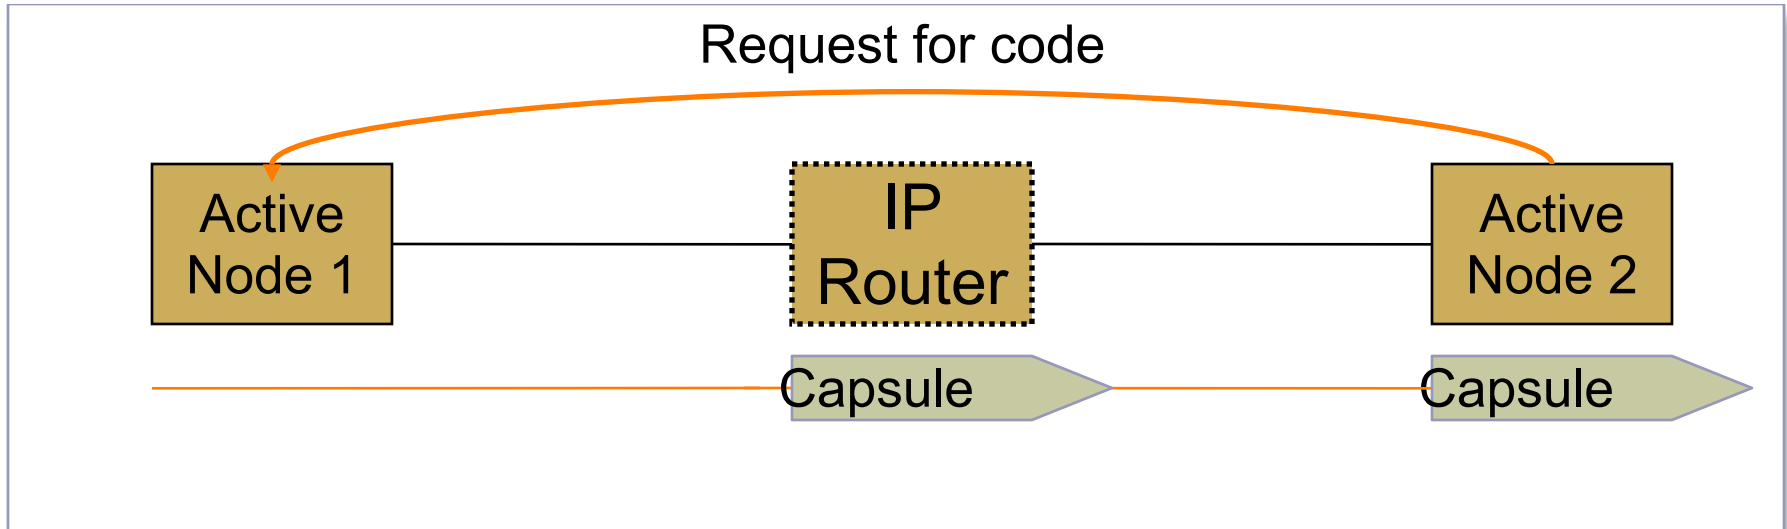 Request for code
Active
Node 1
IP
Router
Active
Node 2
Capsule
Capsule